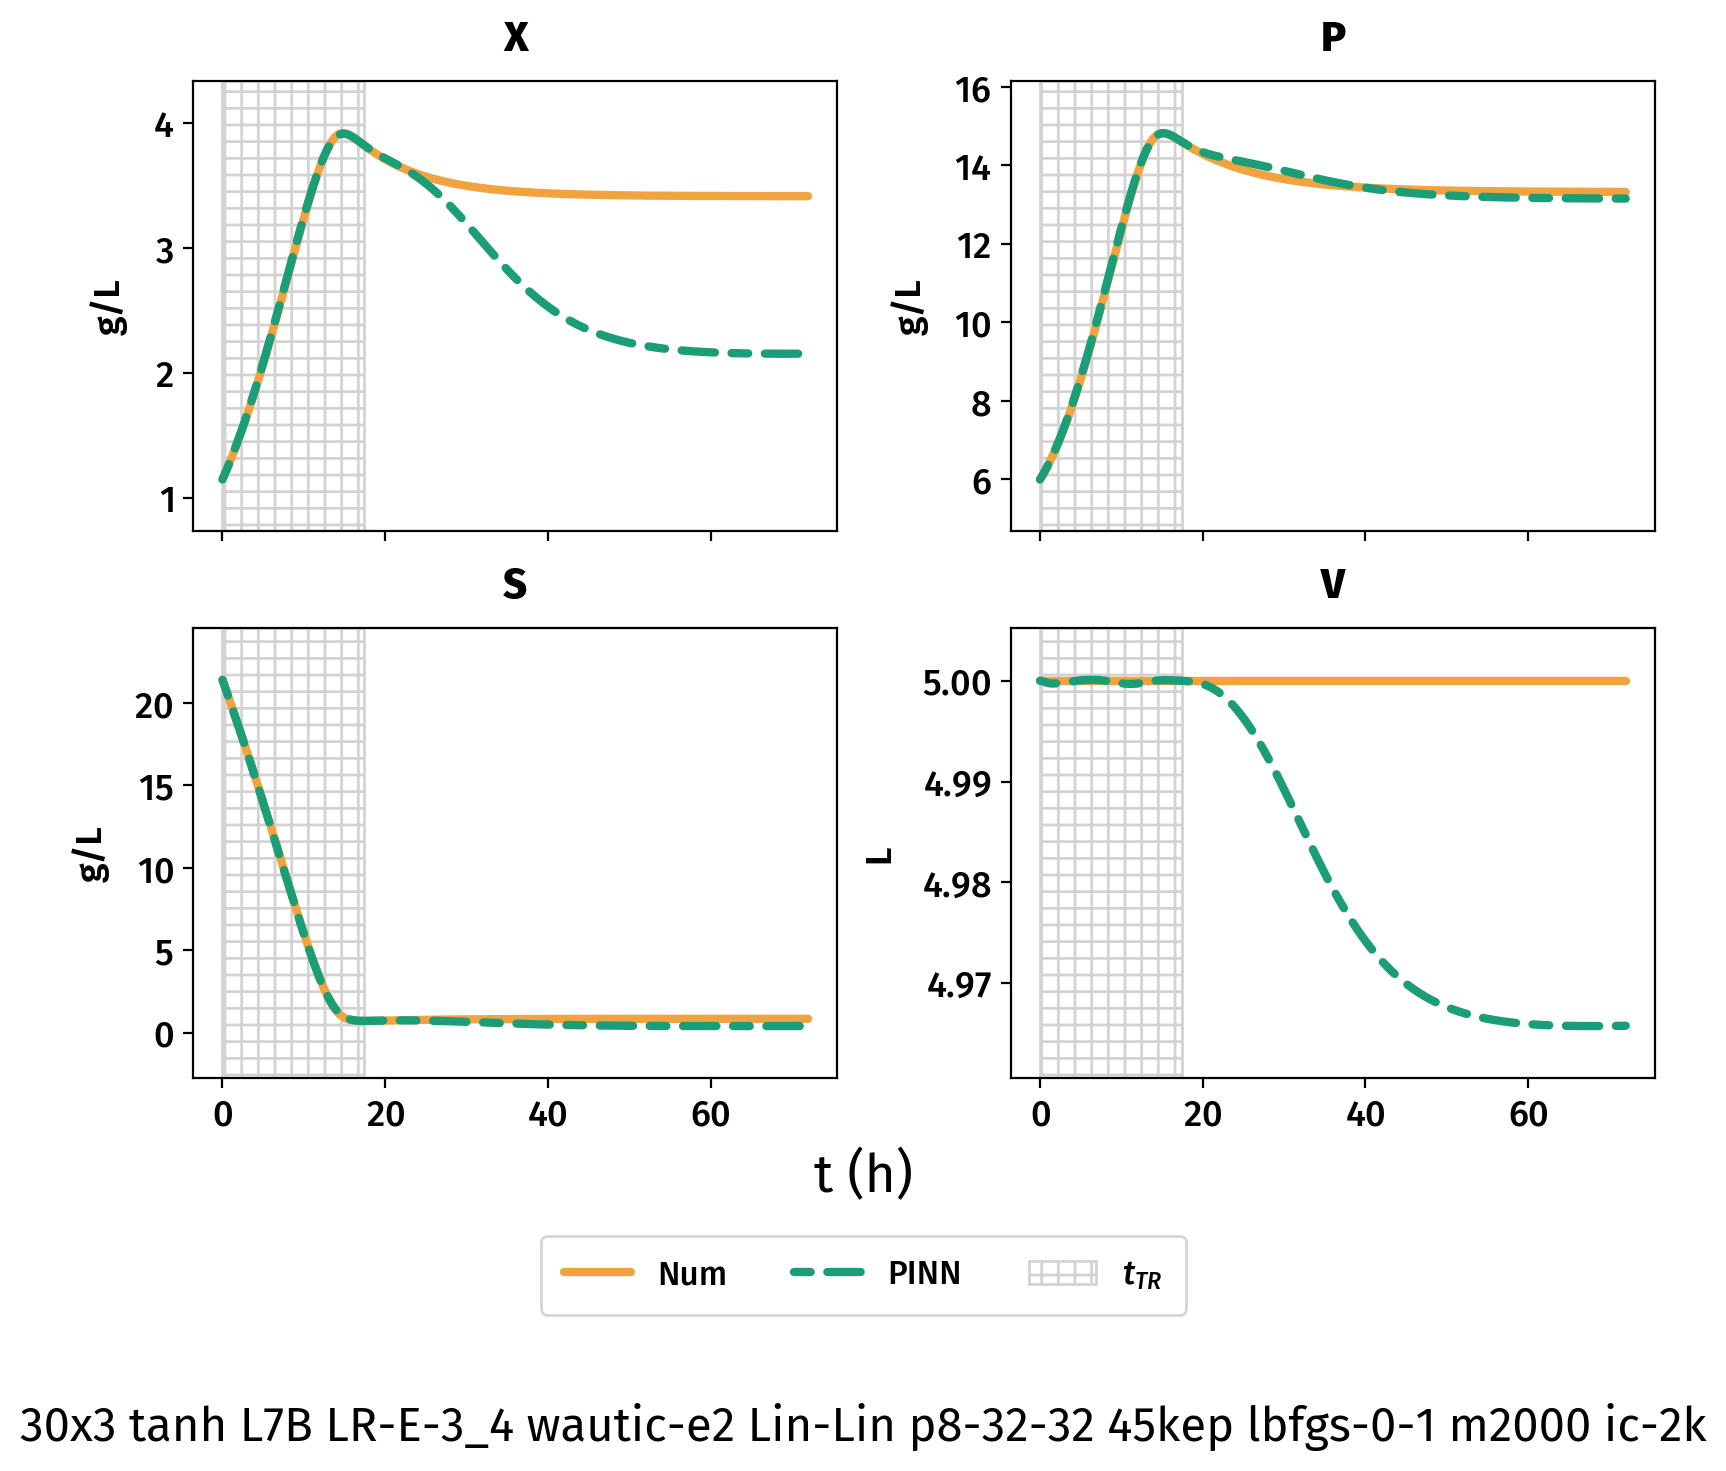 X
4
3
2
1
g/L
P
16
14
12
10
8
6
g/L
S
20
15
10
5
0
g/L
0 20 40 60
V
5.00
4.99
4.98
4.97
L
0 20 40 60
t (h)
Num PINN t_TR
30x3 tanh L7B LR-E-3_4 wautic-e2 Lin-Lin p8-32-32 45kep lbfgs-0-1 m2000 ic-2k